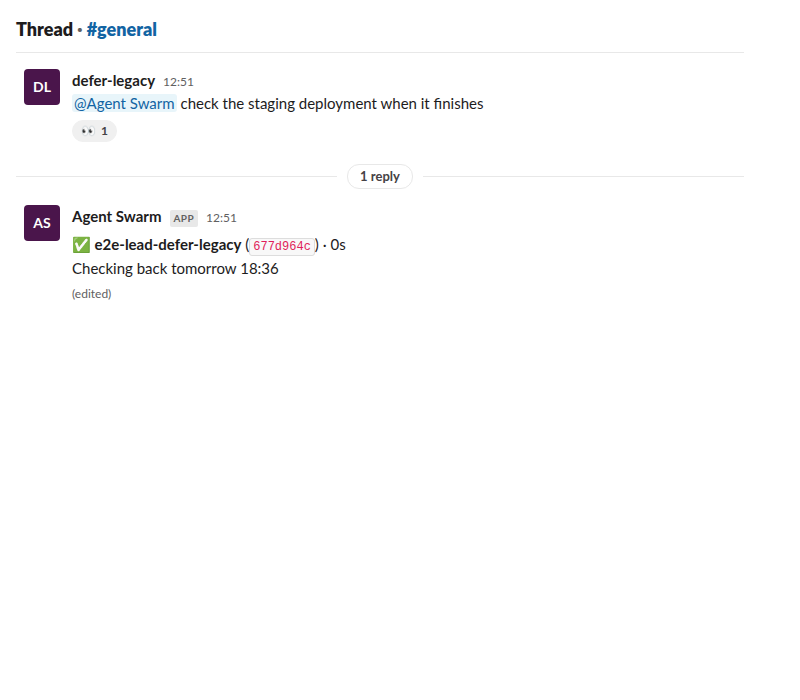 Thread • #general
DL
defer-legacy 12:51
@Agent Swarm check the staging deployment when it finishes
👀 1
1 reply
AS
Agent Swarm APP 12:51
✅ e2e-lead-defer-legacy (677d964c) · 0s
Checking back tomorrow 18:36
(edited)